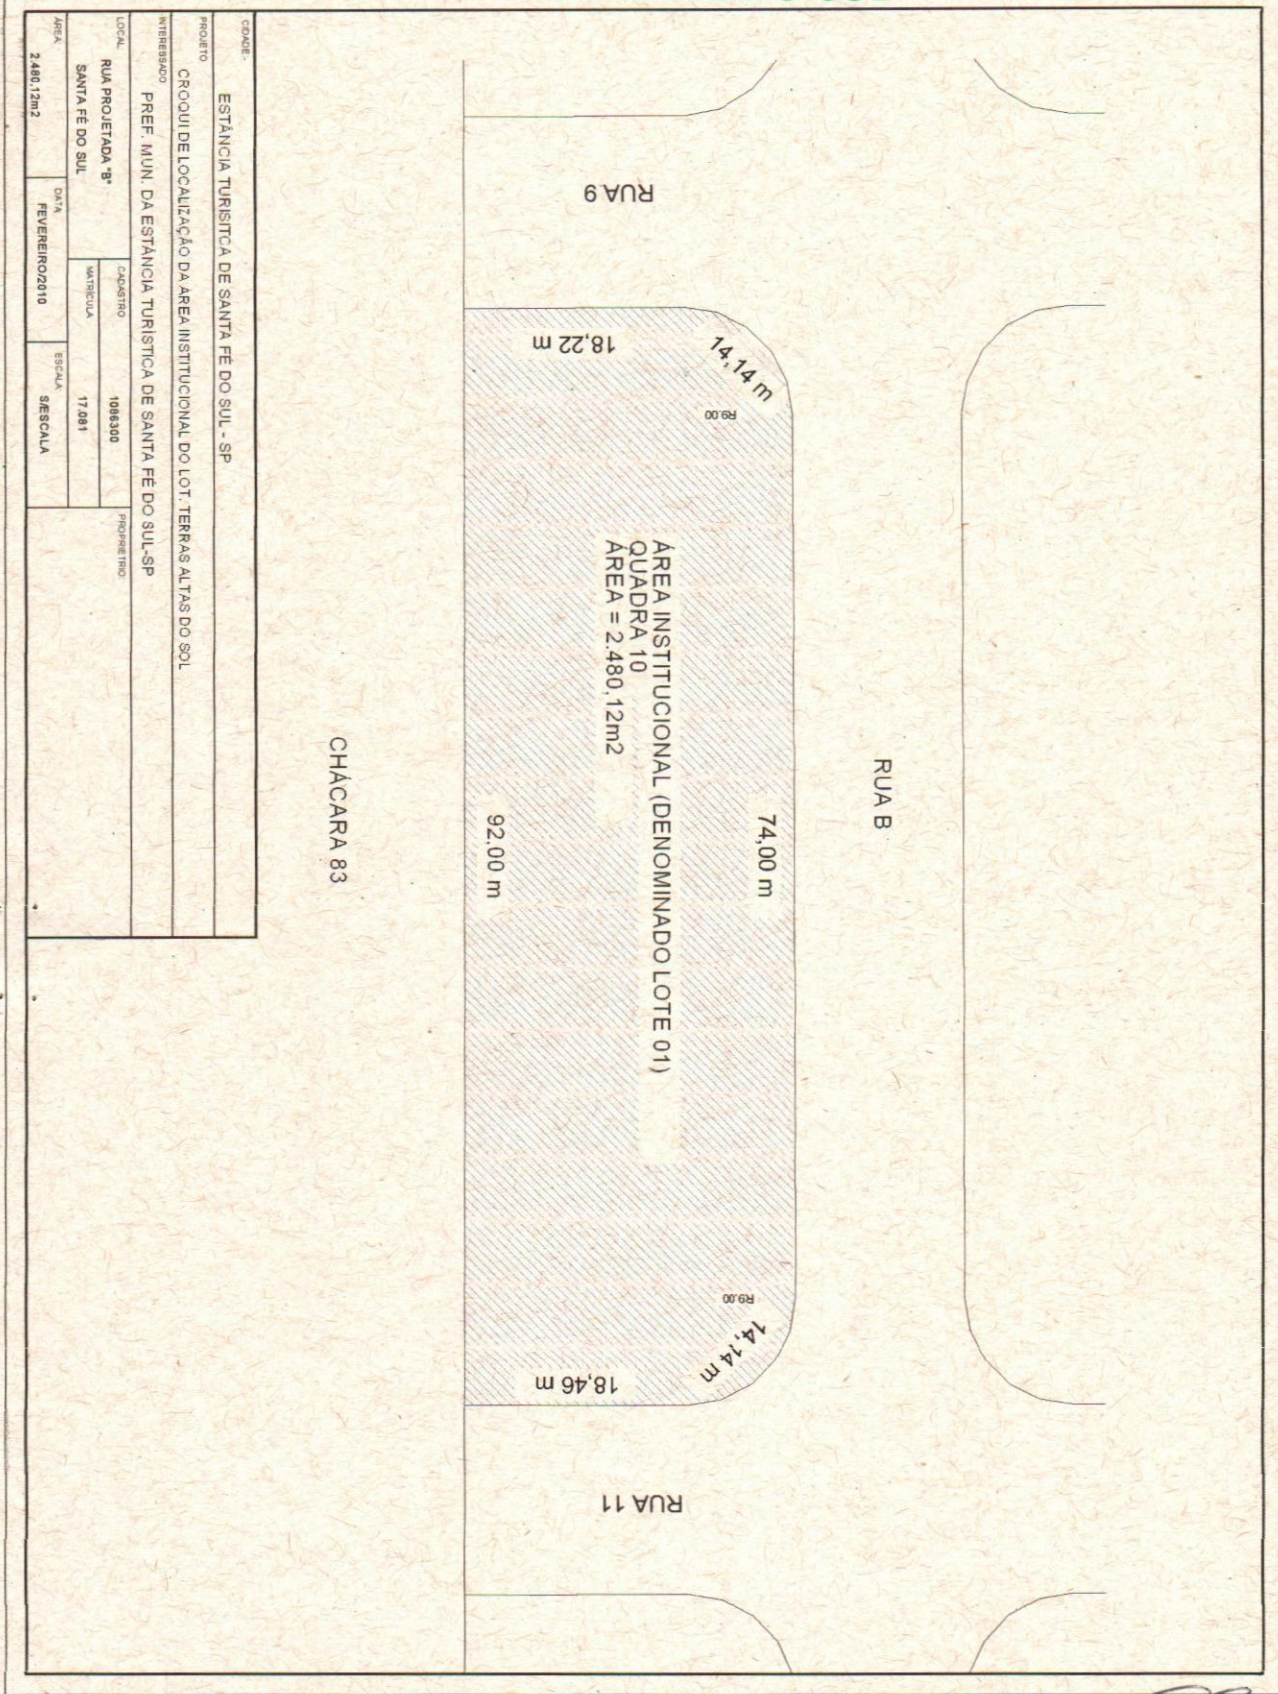 RUA 9
RUA B
18,22 m
14,14 m
R9.00
74,00 m
ÁREA INSTITUCIONAL (DENOMINADO LOTE 01)
QUADRA 10
ÁREA = 2.480,12m2
92,00 m
R9.00
14,14 m
18,46 m
RUA 11
CHÁCARA 83
CIDADE:-
ESTÂNCIA TURISITCA DE SANTA FÉ DO SUL - SP
PROJETO
CROQUI DE LOCALIZAÇÃO DA AREA INSTITUCIONAL DO LOT. TERRAS ALTAS DO SOL
INTERESSADO
PREF. MUN. DA ESTÂNCIA TURÍSTICA DE SANTA FÉ DO SUL-SP
LOCAL
RUA PROJETADA "B"
SANTA FÉ DO SUL
CADASTRO
1086300
MATRÍCULA
17.081
PROPRIETRIO:
ÁREA
2.480,12m2
DATA
FEVEREIRO/2010
ESCALA
S/ESCALA